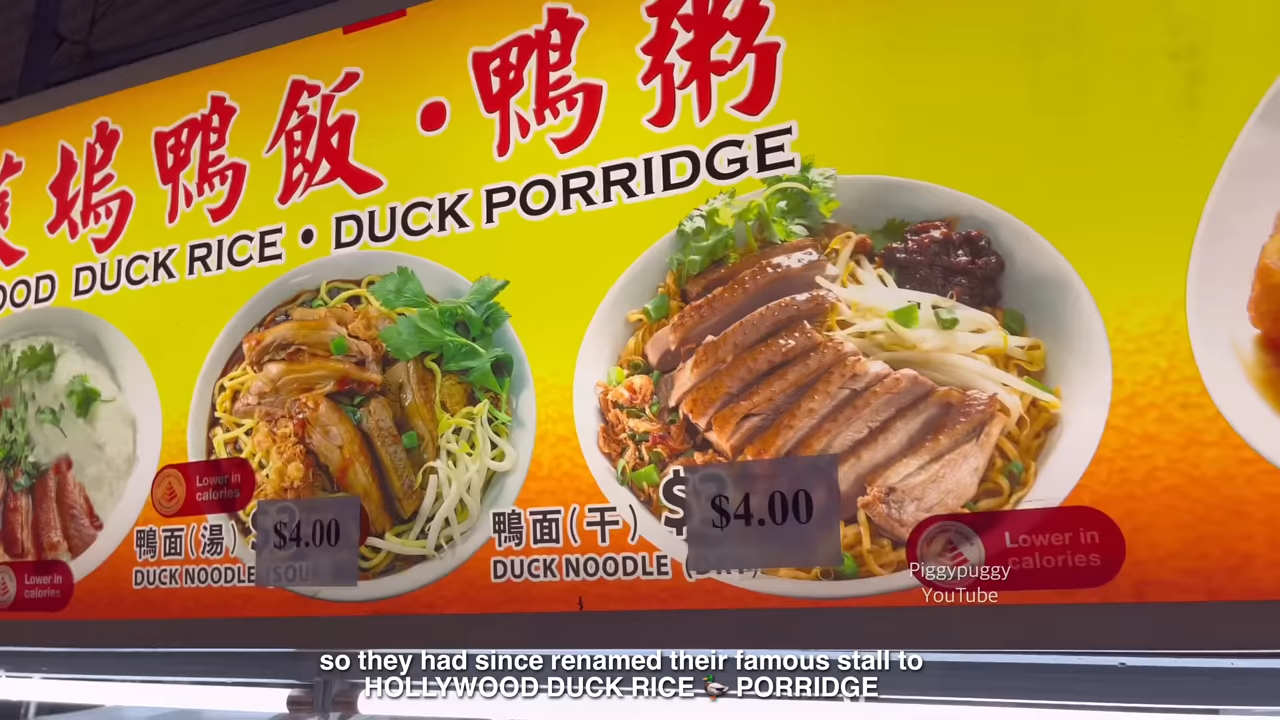 塢鴨飯・鴨粥
OOD DUCK RICE • DUCK PORRIDGE
Lower in
calories
鴨面(湯)
$4.00
DUCK NOODLE (SOUP
鴨面(干) $
$4.00
DUCK NOODLE (DRY)
Lower in
calories
Lower in
calories
Piggypuggy
YouTube
so they had since renamed their famous stall to
HOLLYWOOD DUCK RICE 🦆 PORRIDGE